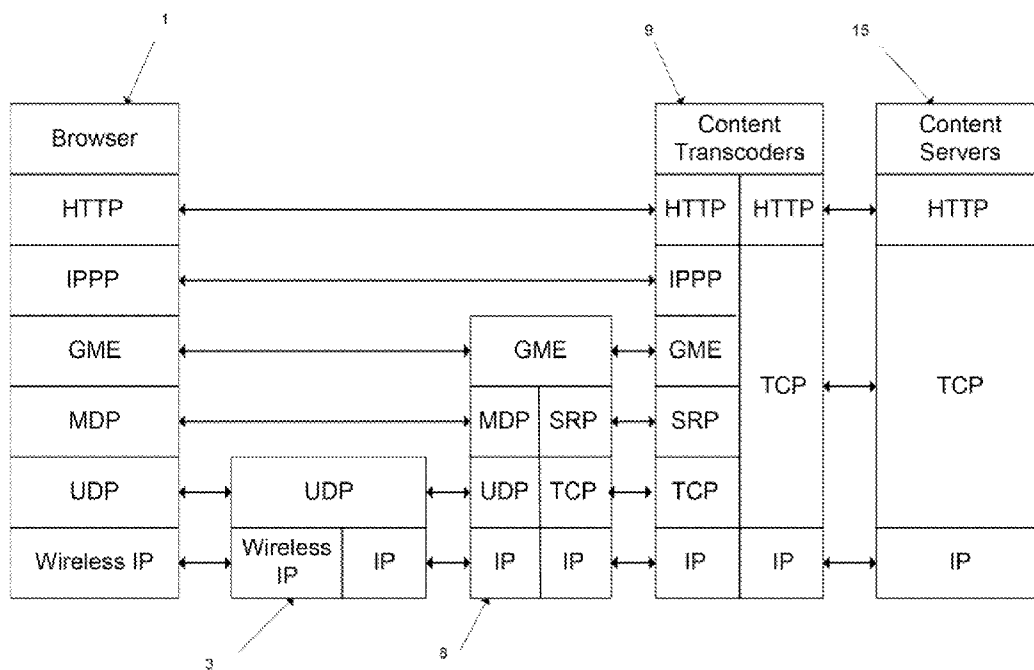 1
9
15
Browser
Content
Transcoders
Content
Servers
HTTP
HTTP
HTTP
HTTP
IPPP
IPPP
GME
GME
GME
TCP
TCP
MDP
MDP
SRP
SRP
UDP
UDP
UDP
TCP
TCP
Wireless IP
Wireless
IP
IP
IP
IP
IP
IP
IP
3
8